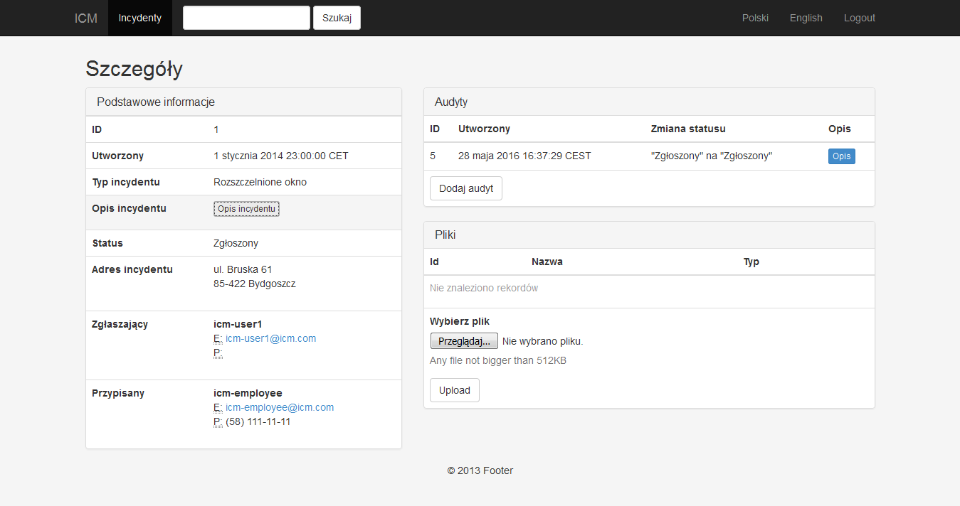 ICM Incydenty Szukaj Polski English Logout
Szczegóły
Podstawowe informacje
ID 1
Utworzony 1 stycznia 2014 23:00:00 CET
Typ incydentu Rozszczelnione okno
Opis incydentu Opis incydentu
Status Zgłoszony
Adres incydentu ul. Bruska 61
85-422 Bydgoszcz
Zgłaszający icm-user1
E: icm-user1@icm.com
P:
Przypisany icm-employee
E: icm-employee@icm.com
P: (58) 111-11-11
Audyty
ID Utworzony Zmiana statusu Opis
5 28 maja 2016 16:37:29 CEST "Zgłoszony" na "Zgłoszony" Opis
Dodaj audyt
Pliki
Id Nazwa Typ
Nie znaleziono rekordów
Wybierz plik
Przeglądaj... Nie wybrano pliku.
Any file not bigger than 512KB
Upload
© 2013 Footer